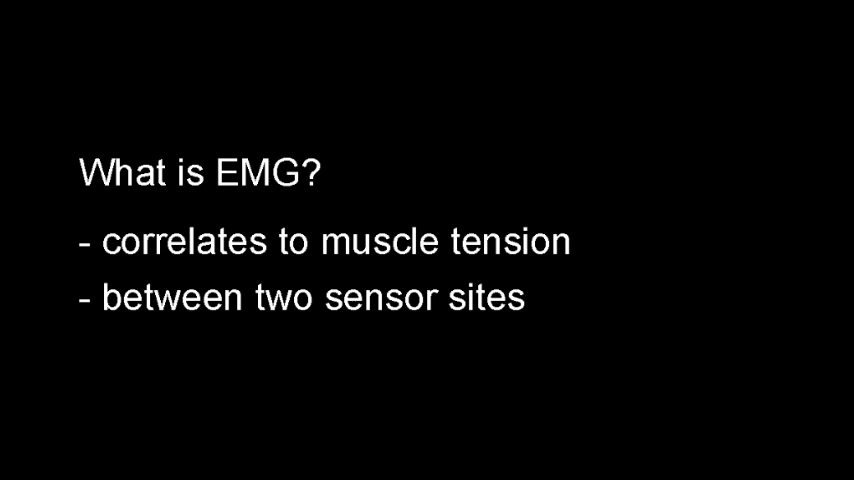 What is EMG?
- correlates to muscle tension
- between two sensor sites